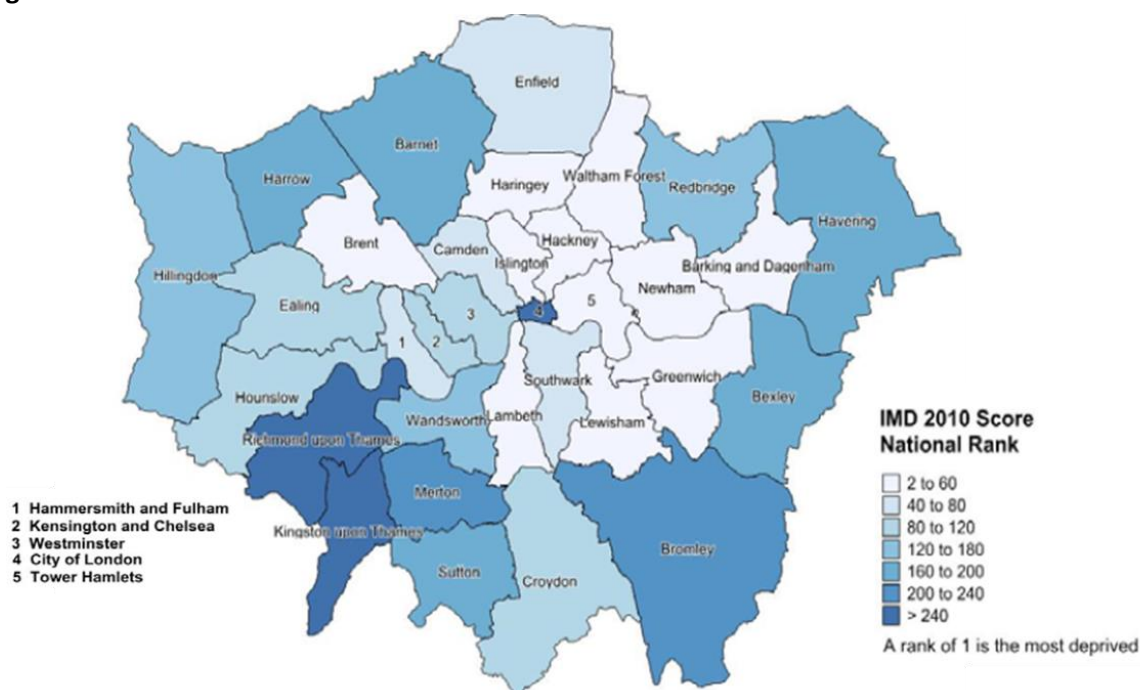 g
Enfield
Barnet
Harrow
Haringey
Waltham Forest
Redbridge
Havering
Brent
Camden
Hackney
Islington
Hillingdon
Barking and Dagenham
Newham
Ealing
5
4
3
2
1
Hounslow
Southwark
Greenwich
Bexley
Richmond upon Thames
Wandsworth
Lambeth
Lewisham
Merton
Kingston upon Thames
Bromley
Sutton
Croydon
1 Hammersmith and Fulham
2 Kensington and Chelsea
3 Westminster
4 City of London
5 Tower Hamlets
IMD 2010 Score
National Rank
2 to 60
40 to 80
80 to 120
120 to 180
160 to 200
200 to 240
> 240
A rank of 1 is the most deprived